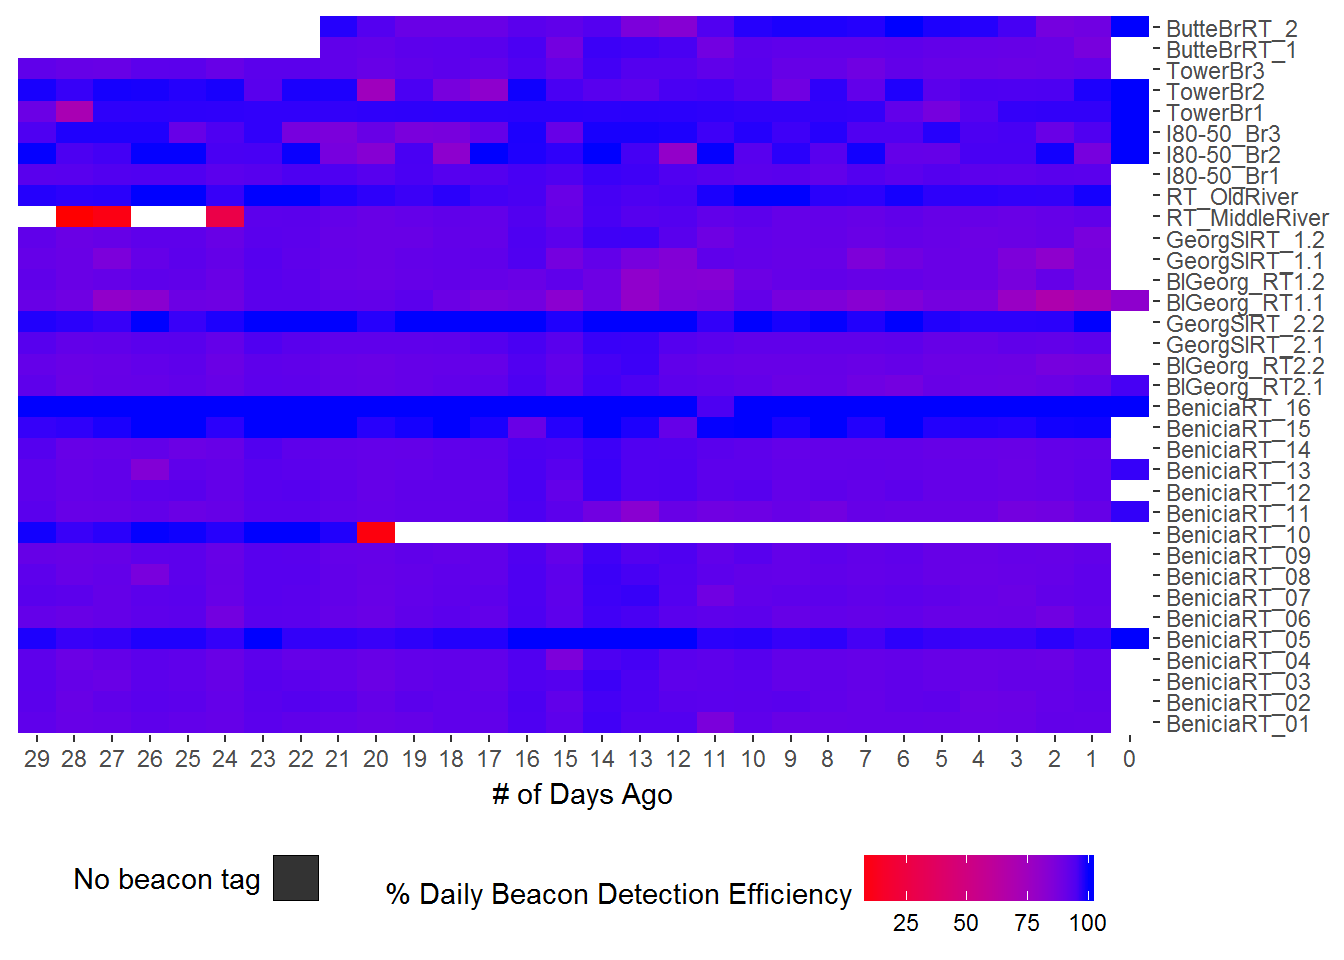 ButteBrRT_2
ButteBrRT_1
TowerBr3
TowerBr2
TowerBr1
I80-50_Br3
I80-50_Br2
I80-50_Br1
RT_OldRiver
RT_MiddleRiver
GeorgSlRT_1.2
GeorgSlRT_1.1
BlGeorg_RT1.2
BlGeorg_RT1.1
GeorgSlRT_2.2
GeorgSlRT_2.1
BlGeorg_RT2.2
BlGeorg_RT2.1
BeniciaRT_16
BeniciaRT_15
BeniciaRT_14
BeniciaRT_13
BeniciaRT_12
BeniciaRT_11
BeniciaRT_10
BeniciaRT_09
BeniciaRT_08
BeniciaRT_07
BeniciaRT_06
BeniciaRT_05
BeniciaRT_04
BeniciaRT_03
BeniciaRT_02
BeniciaRT_01
29 28 27 26 25 24 23 22 21 20 19 18 17 16 15 14 13 12 11 10 9 8 7 6 5 4 3 2 1 0
# of Days Ago
No beacon tag
% Daily Beacon Detection Efficiency
25 50 75 100